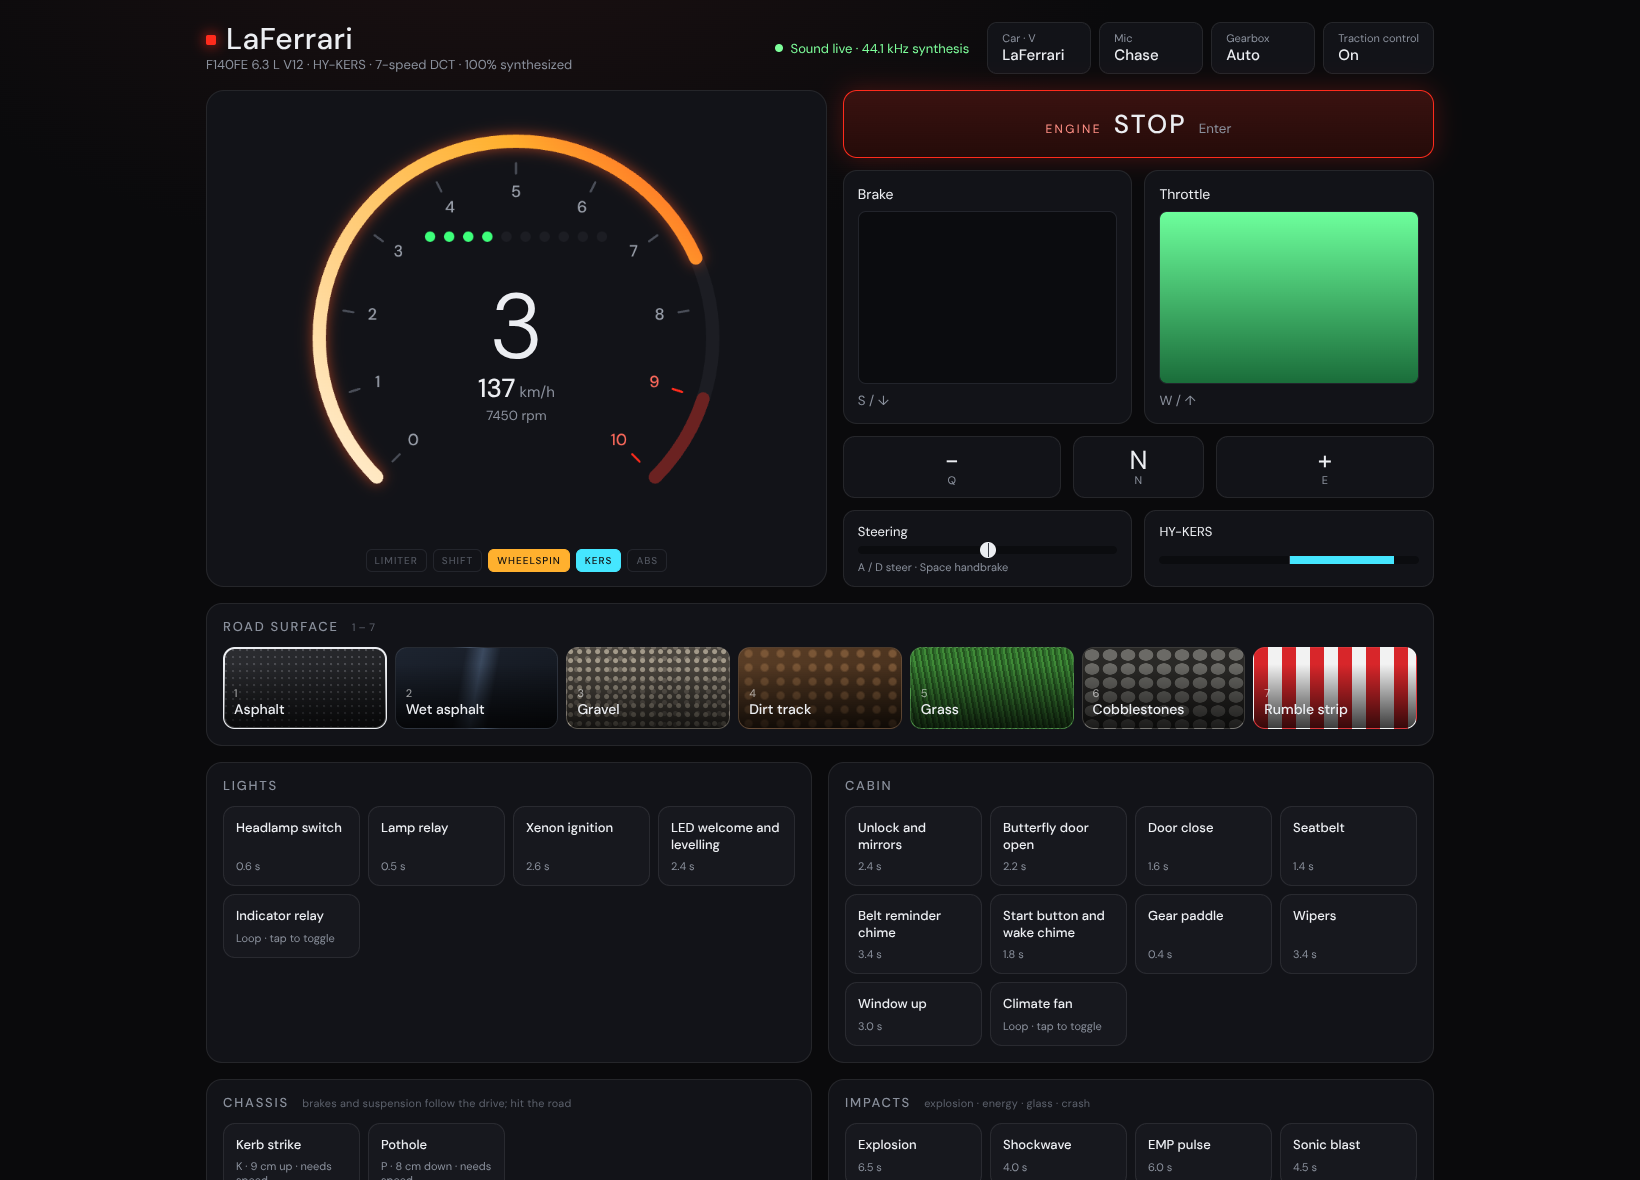 LaFerrari
F140FE 6.3 L V12 · HY-KERS · 7-speed DCT · 100% synthesized
Sound live · 44.1 kHz synthesis
Car · V
LaFerrari
Mic
Chase
Gearbox
Auto
Traction control
On
0
1
2
3
4
5
6
7
8
9
10
3
137 km/h
7450 rpm
LIMITER
SHIFT
WHEELSPIN
KERS
ABS
ENGINE STOP Enter
Brake
S / ↓
Throttle
W / ↑
−
Q
N
N
+
E
Steering
A / D steer · Space handbrake
HY-KERS
ROAD SURFACE 1 – 7
1
Asphalt
2
Wet asphalt
3
Gravel
4
Dirt track
5
Grass
6
Cobblestones
7
Rumble strip
LIGHTS
Headlamp switch
0.6 s
Lamp relay
0.5 s
Xenon ignition
2.6 s
LED welcome and
levelling
2.4 s
Indicator relay
Loop · tap to toggle
CABIN
Unlock and
mirrors
2.4 s
Butterfly door
open
2.2 s
Door close
1.6 s
Seatbelt
1.4 s
Belt reminder
chime
3.4 s
Start button and
wake chime
1.8 s
Gear paddle
0.4 s
Wipers
3.4 s
Window up
3.0 s
Climate fan
Loop · tap to toggle
CHASSIS brakes and suspension follow the drive; hit the road
Kerb strike
K · 9 cm up · needs
speed
Pothole
P · 8 cm down · needs
speed
IMPACTS explosion · energy · glass · crash
Explosion
6.5 s
Shockwave
4.0 s
EMP pulse
6.0 s
Sonic blast
4.5 s